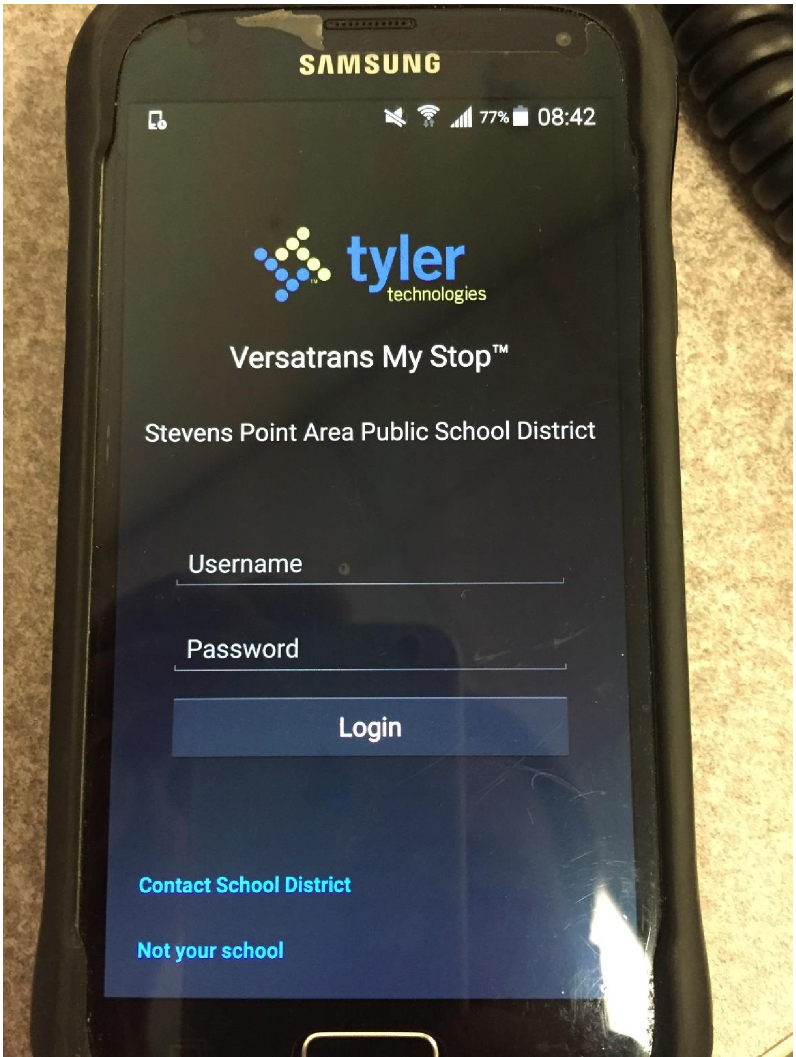 SAMSUNG
77% 08:42
tyler
technologies
Versatrans My Stop™
Stevens Point Area Public School District
Username
Password
Login
Contact School District
Not your school